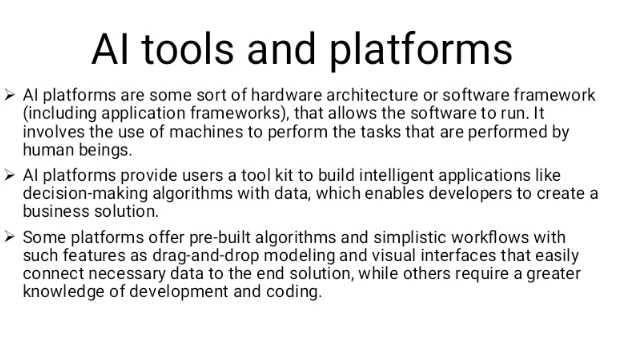 AI tools and platforms
➢ AI platforms are some sort of hardware architecture or software framework
(including application frameworks), that allows the software to run. It
involves the use of machines to perform the tasks that are performed by
human beings.
➢ AI platforms provide users a tool kit to build intelligent applications like
decision-making algorithms with data, which enables developers to create a
business solution.
➢ Some platforms offer pre-built algorithms and simplistic workflows with
such features as drag-and-drop modeling and visual interfaces that easily
connect necessary data to the end solution, while others require a greater
knowledge of development and coding.